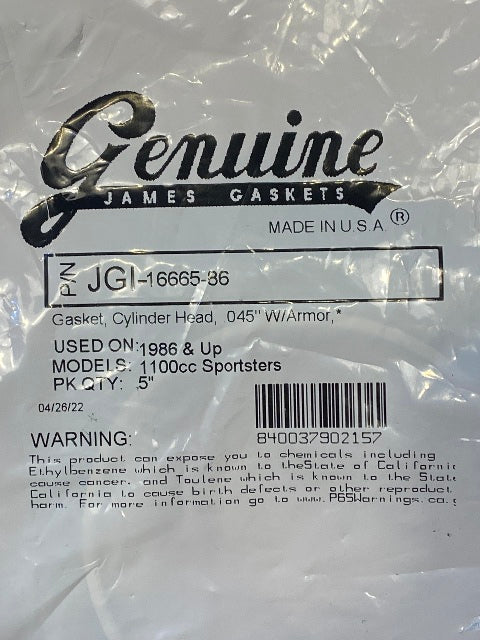 Genuine
JAMES GASKETS
MADE IN U.S.A. ®
P/N JGI-16665-86
Gasket, Cylinder Head, .045" W/Armor,*
USED ON: 1986 & Up
MODELS: 1100cc Sportsters
PK QTY: .5"
04/26/22
840037902157
WARNING:
This product can expose you to chemicals including
Ethylbenzene which is known to theState of Californic
cause cancer, and Toulene which is known to the State
California to cause birth defects or other reproduct
harm. For more information go to www.P65Warnings.ca.g